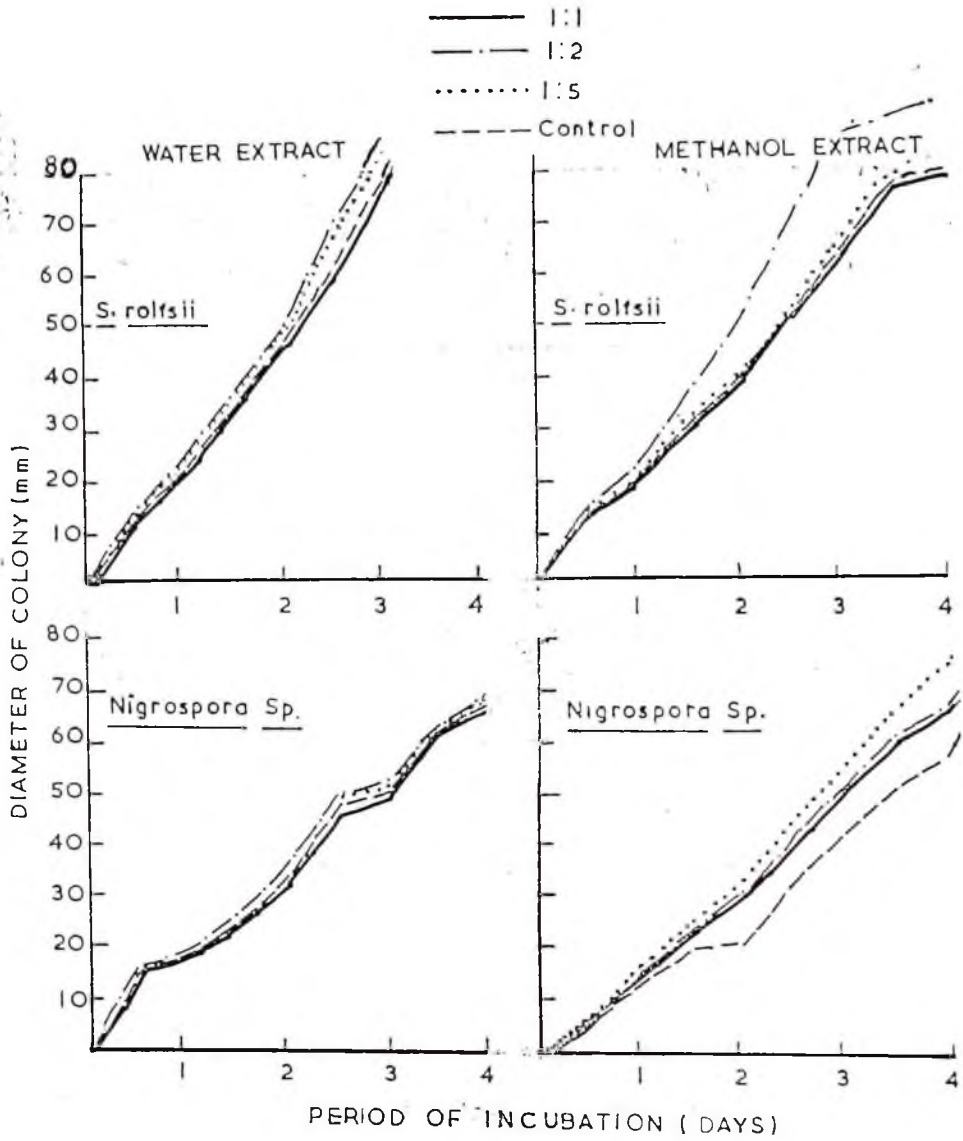 1:1
1:2
1:5
Control
WATER EXTRACT
METHANOL EXTRACT
80
70
60
50
40
30
20
10
S. rolfsii
S. rolfsii
1 2 3 4
1 2 3 4
DIAMETER OF COLONY (mm)
80
70
60
50
40
30
20
10
Nigrospora Sp.
Nigrospora Sp.
1 2 3 4
1 2 3 4
PERIOD OF INCUBATION (DAYS)